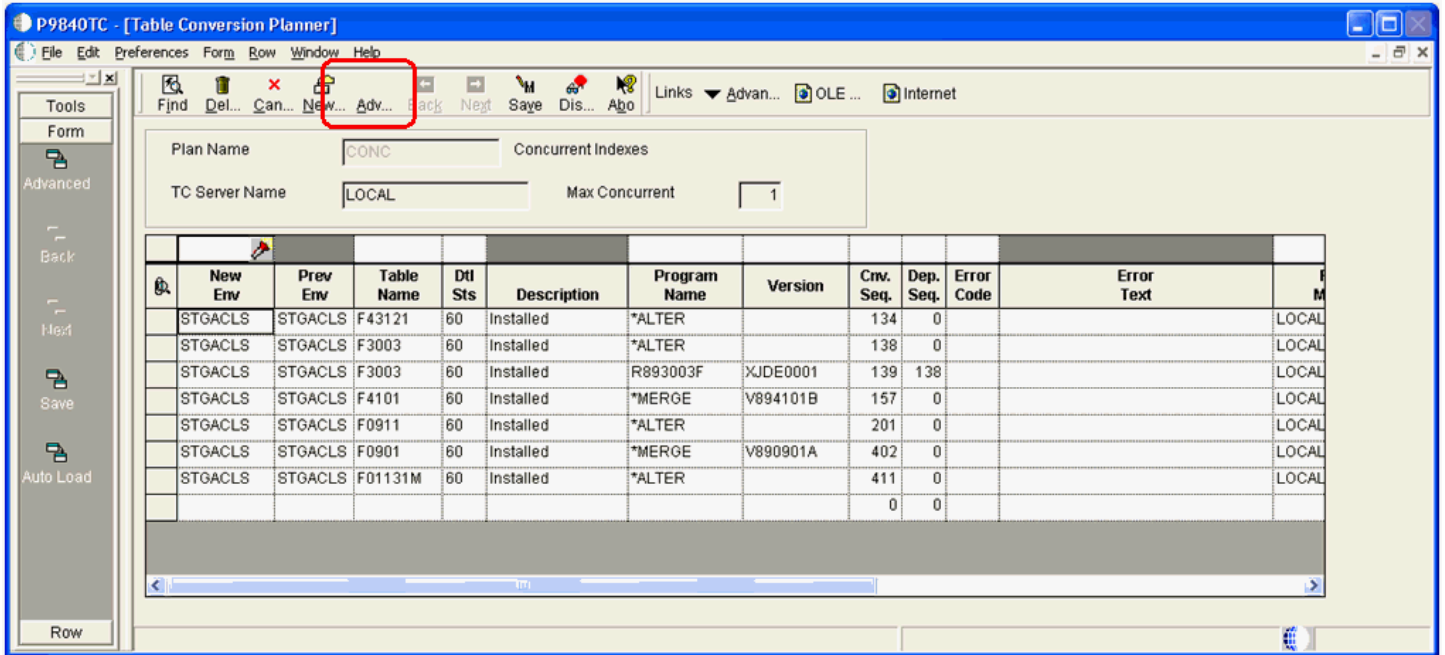 P9840TC - [Table Conversion Planner]
File Edit Preferences Form Row Window Help
Tools
Form
Advanced
Back
Next
Save
Auto Load
Row
Find Del... Can... New... Adv... Back Next Save Dis... Abo Links Advan... OLE ... Internet
Plan Name CONC Concurrent Indexes
TC Server Name LOCAL Max Concurrent 1
New Env Prev Env Table Name Dtl Sts Description Program Name Version Cnv. Seq. Dep. Seq. Error Code Error Text
STGACLS STGACLS F43121 60 Installed *ALTER 134 0 LOCAL
STGACLS STGACLS F3003 60 Installed *ALTER 138 0 LOCAL
STGACLS STGACLS F3003 60 Installed R893003F XJDE0001 139 138 LOCAL
STGACLS STGACLS F4101 60 Installed *MERGE V894101B 157 0 LOCAL
STGACLS STGACLS F0911 60 Installed *ALTER 201 0 LOCAL
STGACLS STGACLS F0901 60 Installed *MERGE V890901A 402 0 LOCAL
STGACLS STGACLS F01131M 60 Installed *ALTER 411 0 LOCAL
0 0